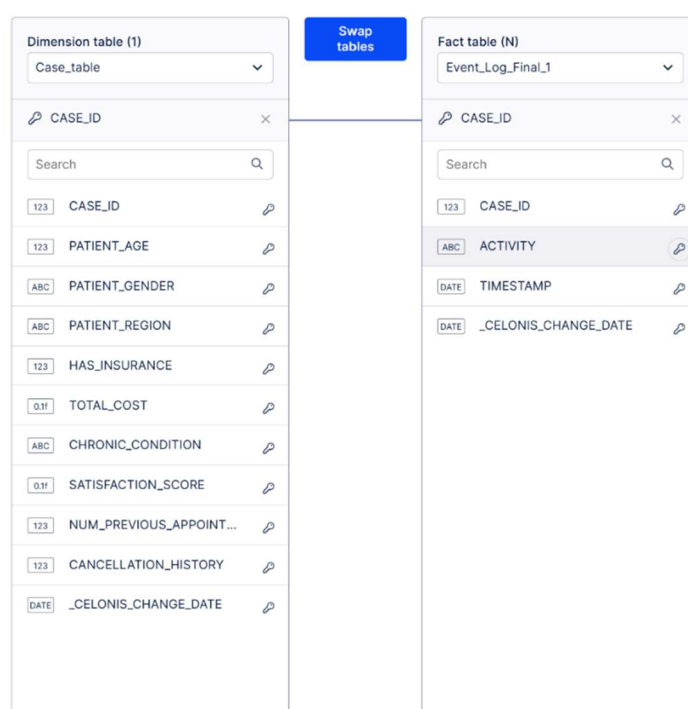 Dimension table (1)
Case_table
CASE_ID
Search
123 CASE_ID
123 PATIENT_AGE
ABC PATIENT_GENDER
ABC PATIENT_REGION
123 HAS_INSURANCE
0.1f TOTAL_COST
ABC CHRONIC_CONDITION
0.1f SATISFACTION_SCORE
123 NUM_PREVIOUS_APPOINT...
123 CANCELLATION_HISTORY
DATE _CELONIS_CHANGE_DATE
Swap
tables
Fact table (N)
Event_Log_Final_1
CASE_ID
Search
123 CASE_ID
ABC ACTIVITY
DATE TIMESTAMP
DATE _CELONIS_CHANGE_DATE